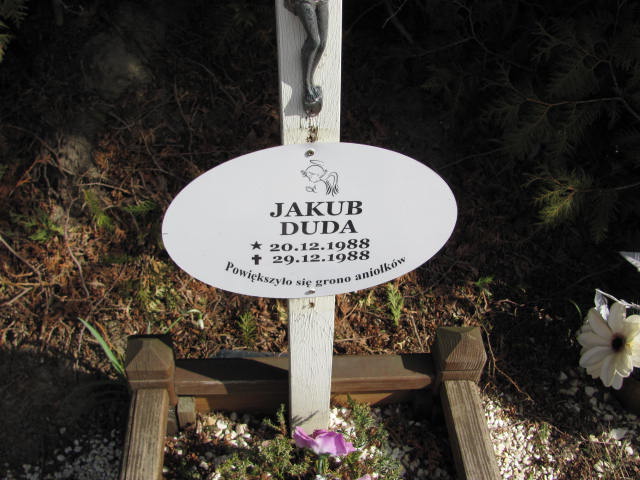 JAKUB
DUDA
★ 20.12.1988
✝ 29.12.1988
Powiększyło się grono aniołków